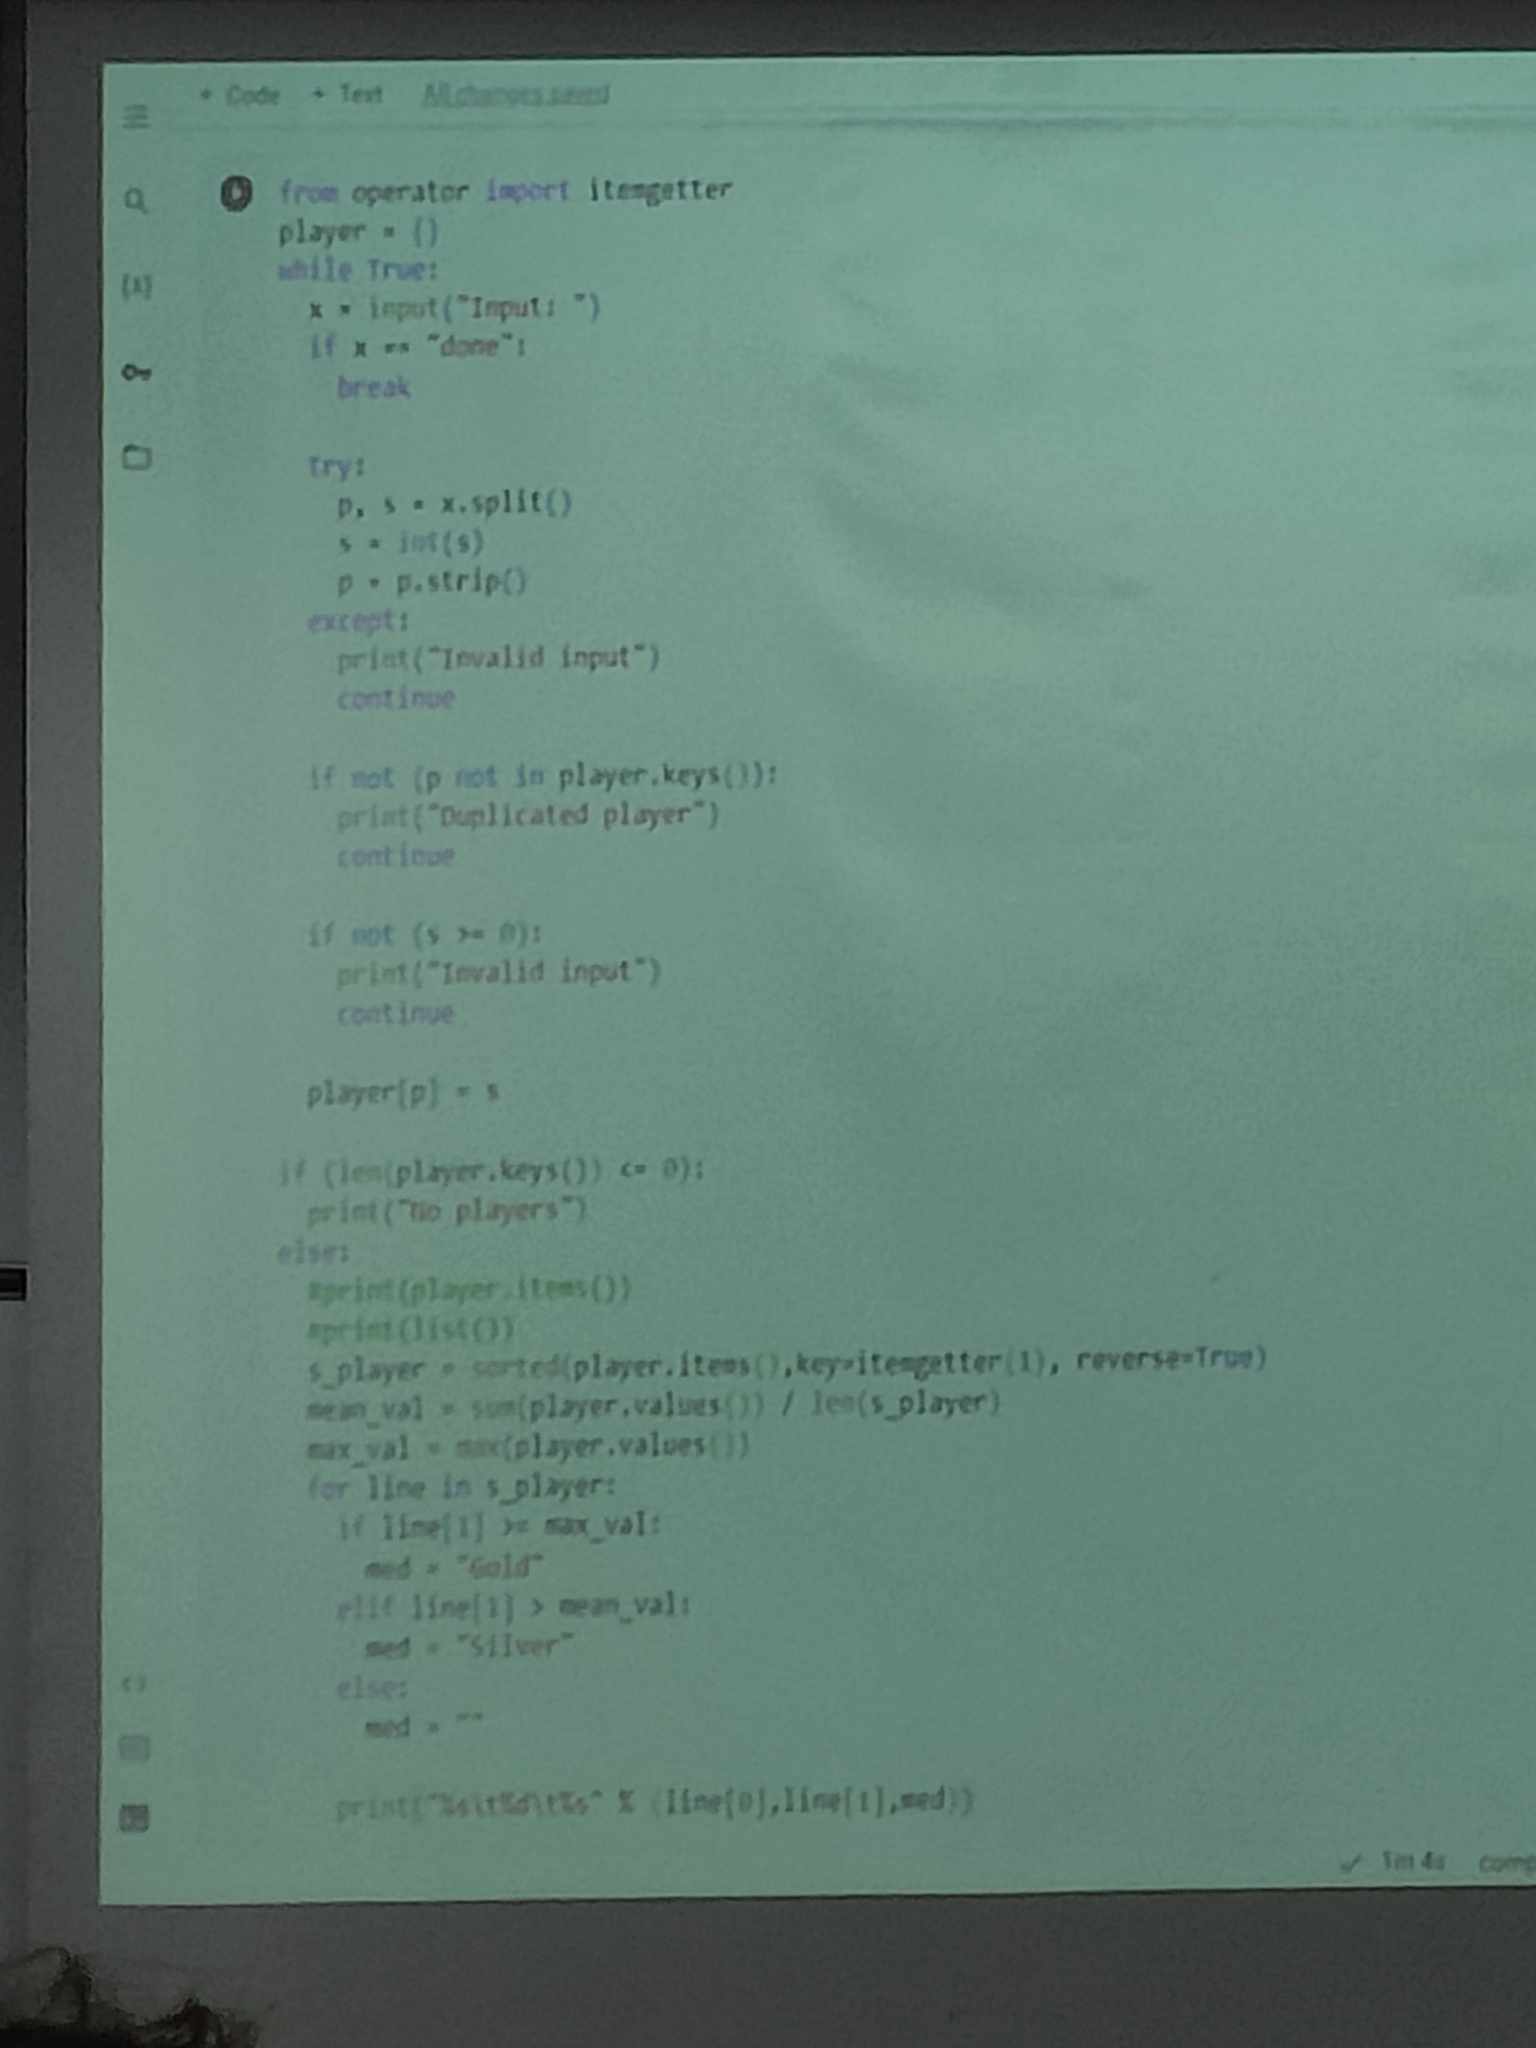 + Code + Text All changes saved
from operator import itemgetter
player = {}
while True:
  x = input("Input: ")
  if x == "done":
    break
  try:
    p, s = x.split()
    s = int(s)
    p = p.strip()
  except:
    print("Invalid input")
    continue
  if not (p not in player.keys()):
    print("Duplicated player")
    continue
  if not (s >= 0):
    print("Invalid input")
    continue
  player[p] = s
if (len(player.keys()) <= 0):
  print("No players")
else:
  #print(player.items())
  #print(list())
  s_player = sorted(player.items(),key=itemgetter(1), reverse=True)
  mean_val = sum(player.values()) / len(s_player)
  max_val = max(player.values())
  for line in s_player:
    if line[1] >= max_val:
      med = "Gold"
    elif line[1] > mean_val:
      med = "Silver"
    else:
      med = ""
    print("%s\t%d\t%s" % (line[0],line[1],med))
✓ 1m 4s comp